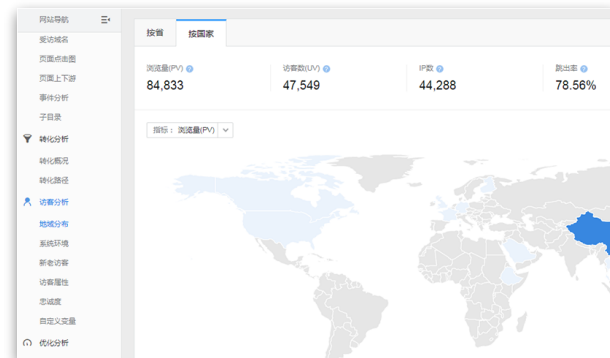 网站导航
受访域名
页面点击图
页面上下游
事件分析
子目录
转化分析
转化概况
转化路径
访客分析
地域分布
系统环境
新老访客
访客属性
忠诚度
自定义变量
优化分析
按省
按国家
浏览量(PV) ?
访客数(UV) ?
IP数 ?
跳出率 ?
84,833
47,549
44,288
78.56%
指标： 浏览量(PV)